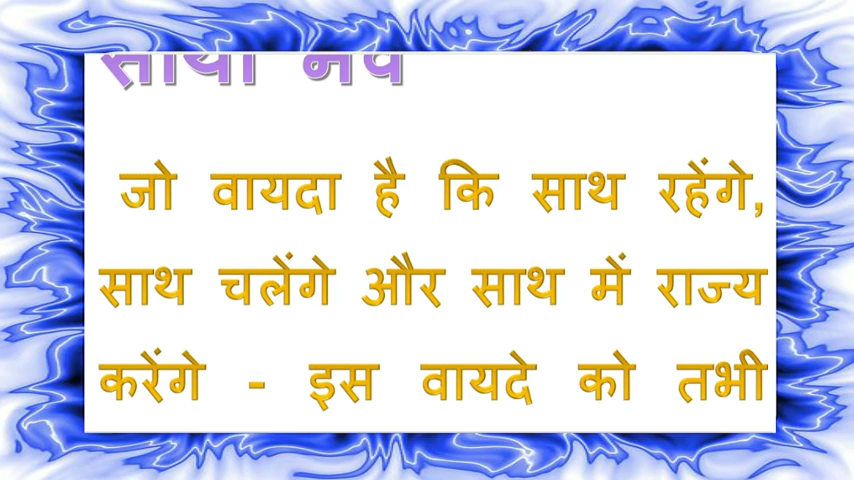 जो वायदा है कि साथ रहेंगे,
साथ चलेंगे और साथ में राज्य
करेंगे - इस वायदे को तभी